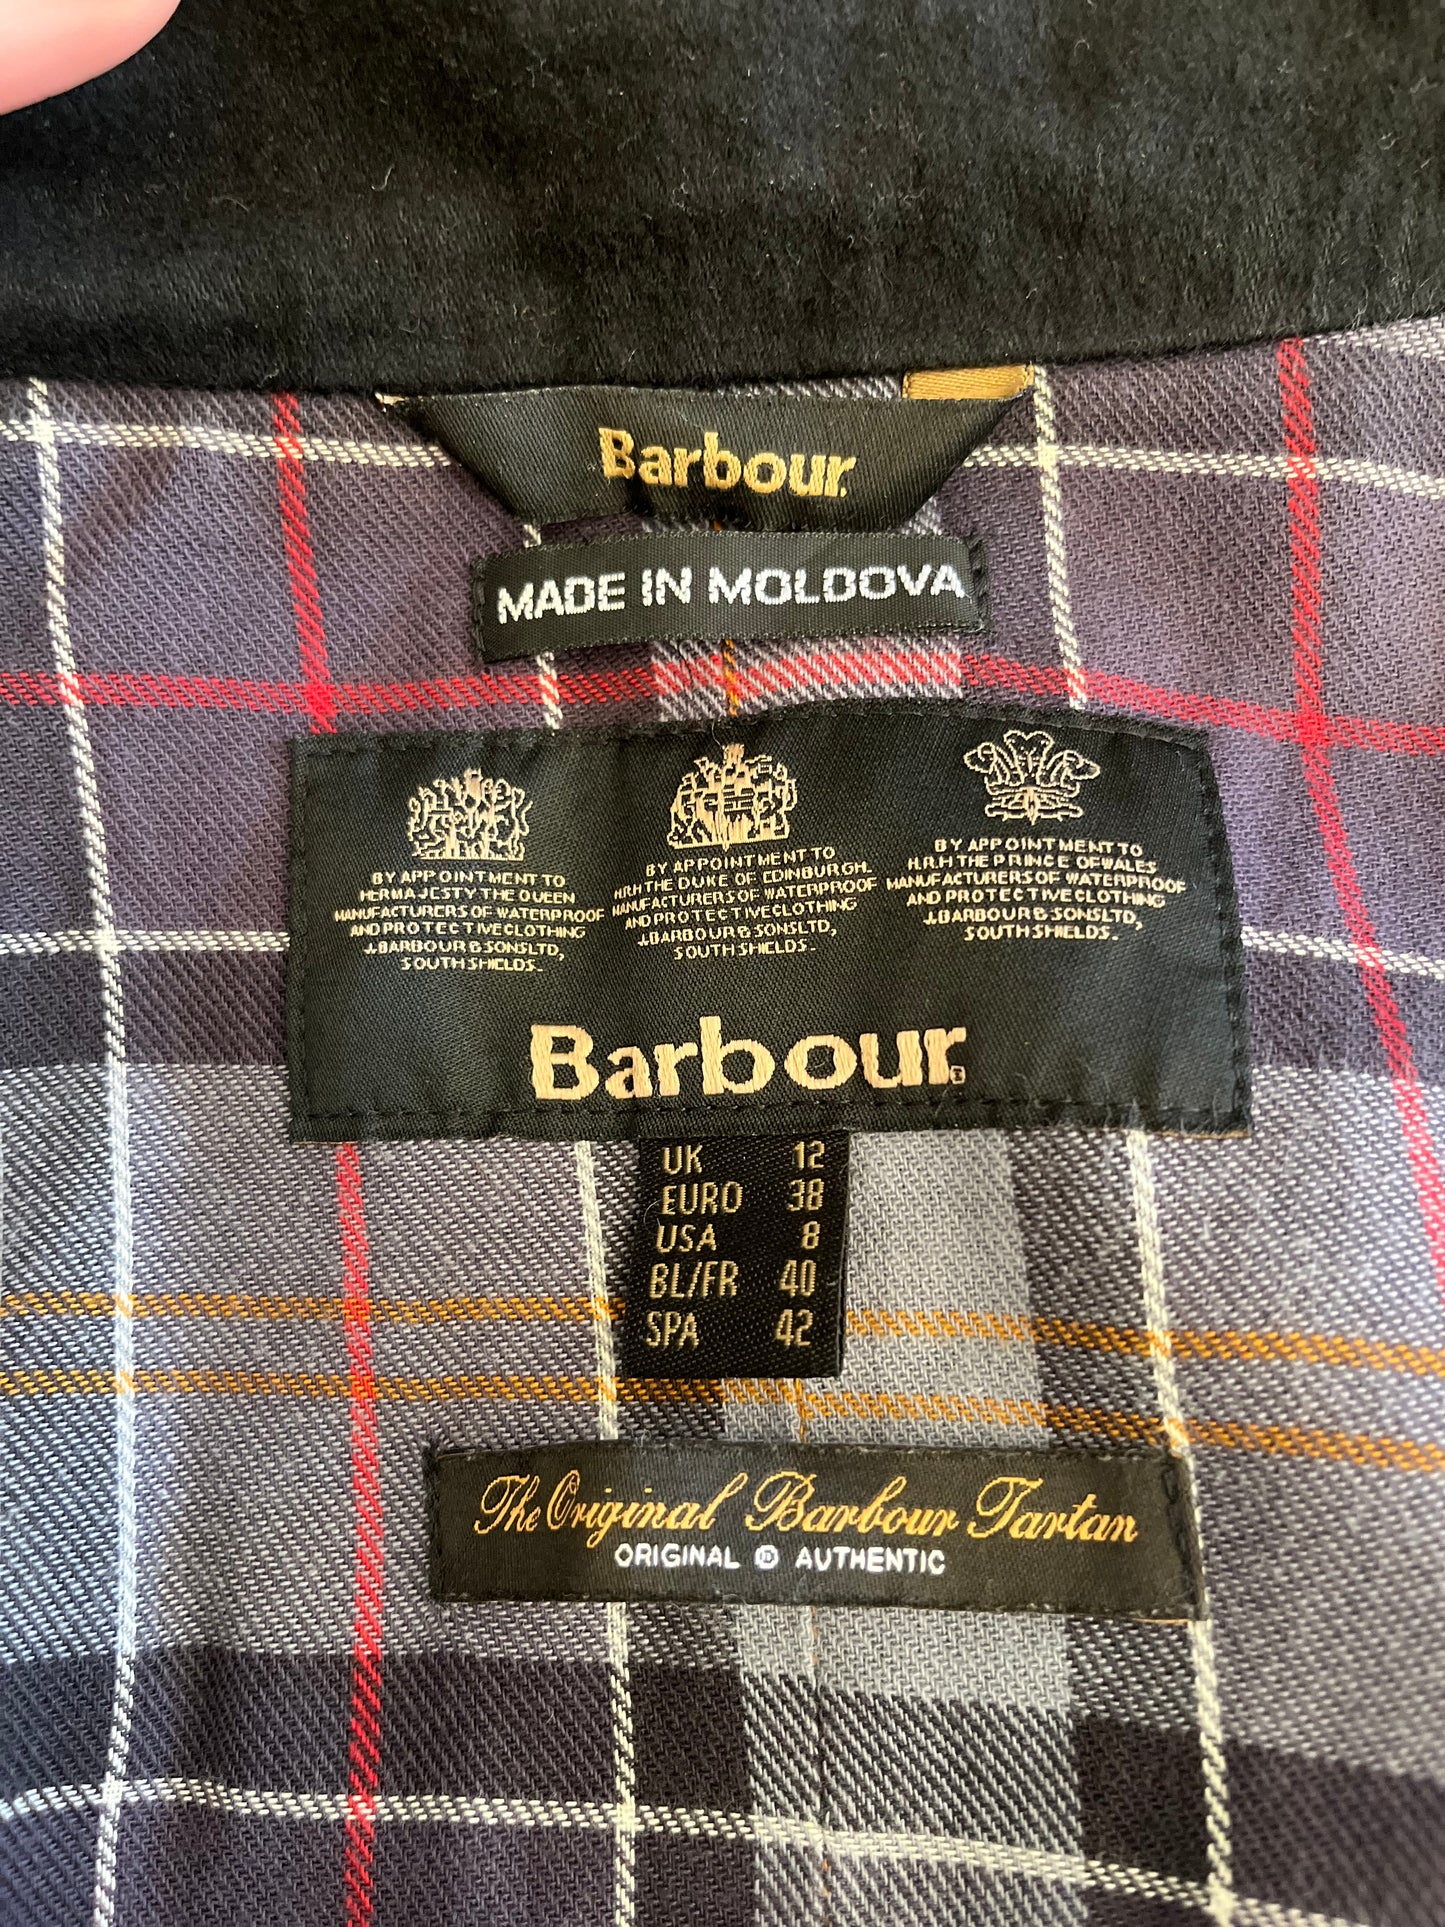 Barbour.
MADE IN MOLDOVA
BY APPOINTMENT TO
HER MAJESTY THE QUEEN
MANUFACTURERS OF WATERPROOF
AND PROTECTIVE CLOTHING
J.BARBOUR & SONS LTD,
SOUTH SHIELDS.
BY APPOINTMENT TO
H.R.H THE DUKE OF EDINBURGH
MANUFACTURERS OF WATERPROOF
AND PROTECTIVE CLOTHING
J.BARBOUR & SONS LTD,
SOUTH SHIELDS.
BY APPOINTMENT TO
H.R.H THE PRINCE OF WALES
MANUFACTURERS OF WATERPROOF
AND PROTECTIVE CLOTHING
J.BARBOUR & SONS LTD,
SOUTH SHIELDS.
Barbour.®
UK 12
EURO 38
USA 8
BL/FR 40
SPA 42
The Original Barbour Tartan
ORIGINAL ® AUTHENTIC